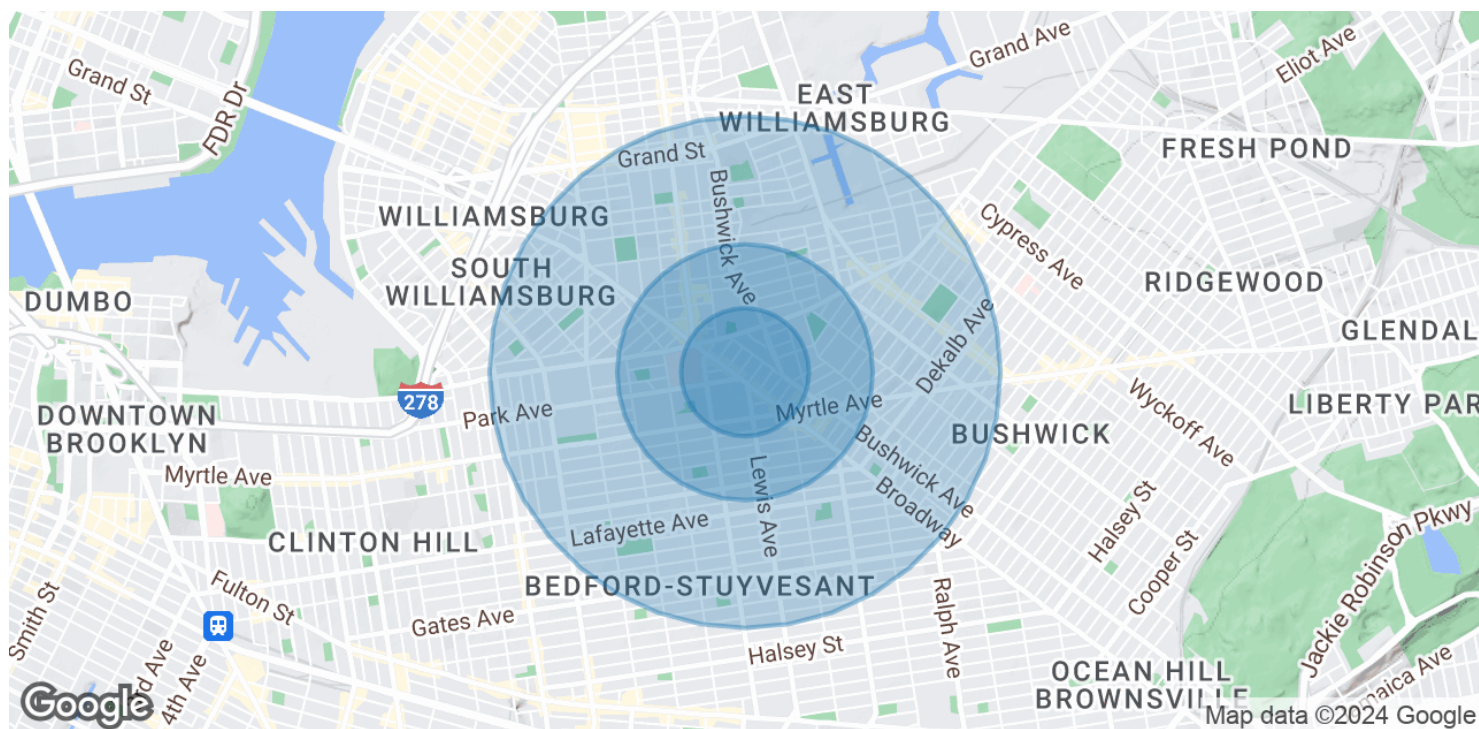 Grand St
FDR Dr
Grand Ave
Eliot Ave
EAST
WILLIAMSBURG
FRESH POND
Grand St
Bushwick Ave
WILLIAMSBURG
Cypress Ave
SOUTH
WILLIAMSBURG
RIDGEWOOD
DUMBO
GLENDAL
Dekalb Ave
278
Park Ave
Myrtle Ave
Wyckoff Ave
LIBERTY PAR
DOWNTOWN
BROOKLYN
BUSHWICK
Myrtle Ave
Bushwick Ave
Lewis Ave
Broadway
Halsey St
Jackie Robinson Pkwy
Lafayette Ave
CLINTON HILL
Cooper St
BEDFORD-STUYVESANT
Fulton St
Smith St
Gates Ave
Ralph Ave
Halsey St
rd Ave
4th Ave
OCEAN HILL
BROWNSVILLE
maica Ave
Google
Map data ©2024 Google